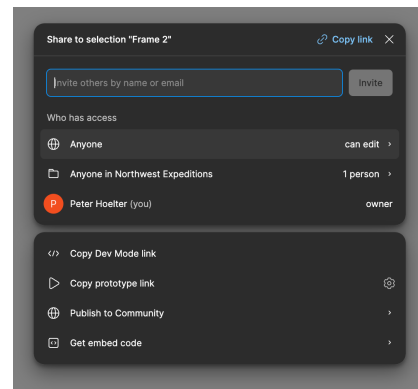 Share to selection "Frame 2"
Copy link
Invite others by name or email
Invite
Who has access
Anyone
can edit
Anyone in Northwest Expeditions
1 person
P
Peter Hoelter (you)
owner
Copy Dev Mode link
Copy prototype link
Publish to Community
Get embed code